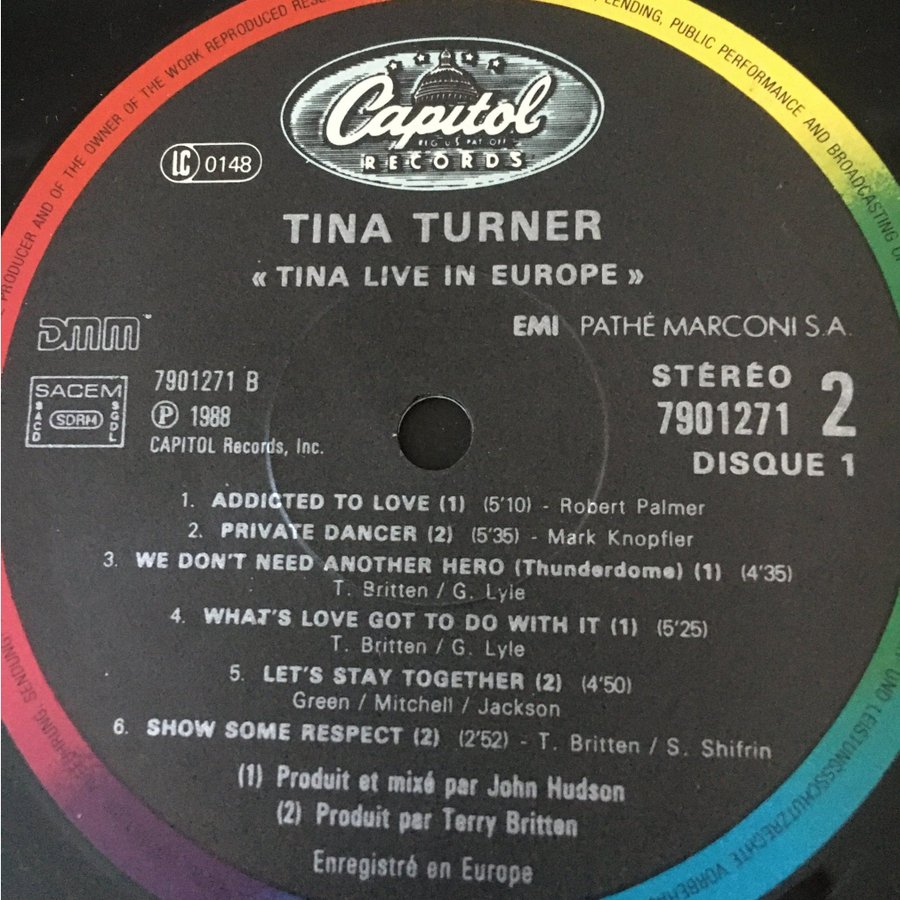 PRODUCER AND OF THE OWNER OF THE WORK REPRODUCED RESERVED
LENDING, PUBLIC PERFORMANCE AND BROADCASTING OF
Capitol
REG. U.S. PAT. OFF.
RECORDS
LC 0148
TINA TURNER
« TINA LIVE IN EUROPE »
DMM
EMI PATHÉ MARCONI S.A.
SACEM
SACD
SDRM
SGDL
7901271 B
Ⓟ 1988
CAPITOL Records, Inc.
STÉRÉO
7901271
2
DISQUE 1
1. ADDICTED TO LOVE (1) (5'10) - Robert Palmer
2. PRIVATE DANCER (2) (5'35) - Mark Knopfler
3. WE DON'T NEED ANOTHER HERO (Thunderdome) (1) (4'35)
T. Britten / G. Lyle
4. WHAT'S LOVE GOT TO DO WITH IT (1) (5'25)
T. Britten / G. Lyle
5. LET'S STAY TOGETHER (2) (4'50)
Green / Mitchell / Jackson
6. SHOW SOME RESPECT (2) (2'52) - T. Britten / S. Shifrin
(1) Produit et mixé par John Hudson
(2) Produit par Terry Britten
Enregistré en Europe
SENDUNG
UND LEISTUNGSSCHUTZRECHTE